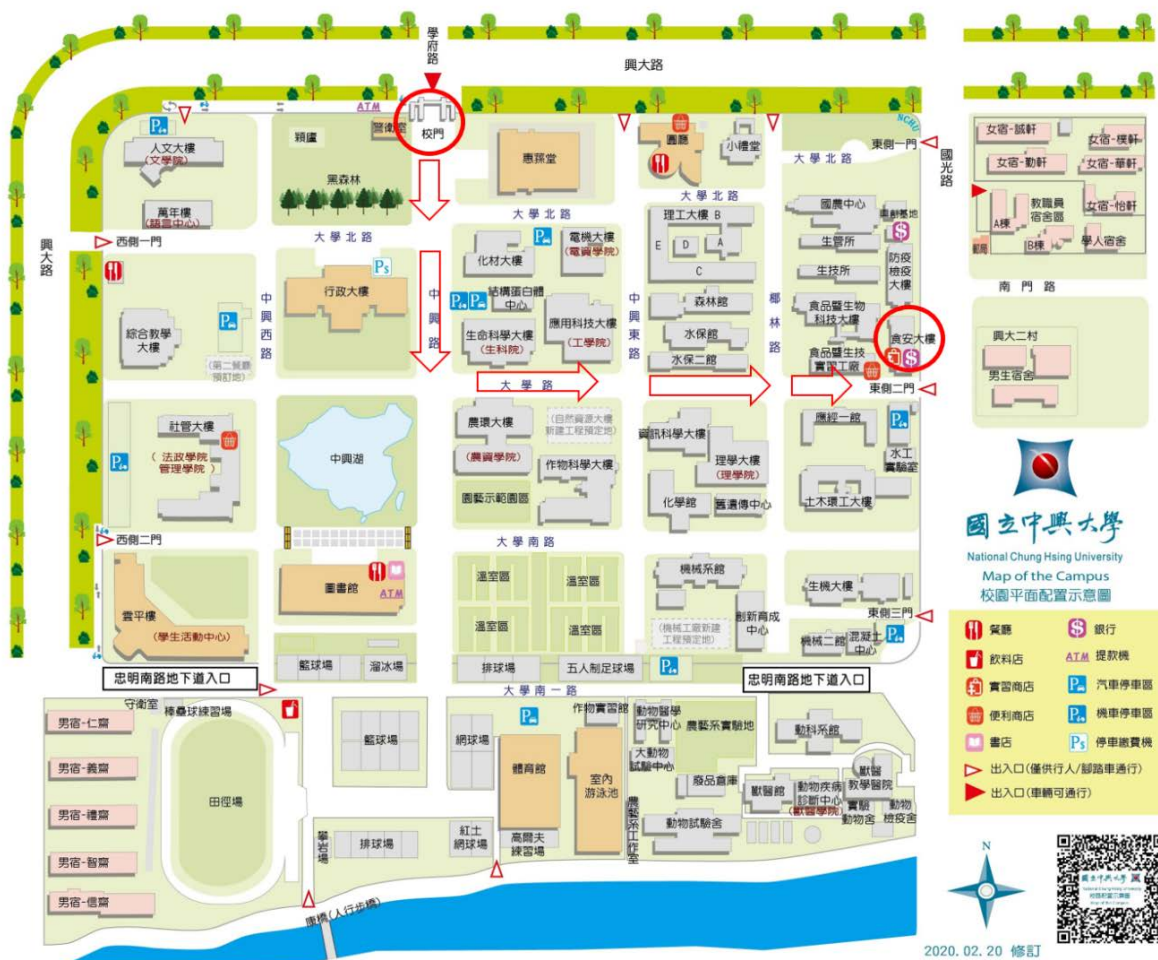 學府路
興大路
ATM
警衛室
校門
穎廬
黑森林
人文大樓
(文學院)
萬年樓
(語言中心)
西側一門
興大路
惠蓀堂
圓廳
小禮堂
大學北路
NCHU
東側一門
國光路
女宿-誠軒
女宿-樸軒
女宿-勤軒
女宿-華軒
女宿-怡軒
教職員
宿舍區
A棟
B棟
學人宿舍
南門路
興大二村
男生宿舍
大學北路
大學北路
大學北路
理工大樓 B
E
D
A
C
國農中心
生管所
生技所
防疫
檢疫
大樓
電機大樓
(電資學院)
化材大樓
結構蛋白體
中心
生命科學大樓
(生科院)
應用科技大樓
(工學院)
森林館
水保館
水保二館
食品暨生物
科技大樓
食品暨生技
實習工廠
食安大樓
東側二門
行政大樓
中興西路
中興路
中興東路
椰林路
綜合教學
大樓
(第二餐廳
預訂地)
大學路
社管大樓
(法政學院
管理學院)
中興湖
農環大樓
(農資學院)
(自然資源大樓
新建工程預定地)
作物科學大樓
園藝示範園區
資訊科學大樓
理學大樓
(理學院)
化學館
舊遺傳中心
應經一館
水工
實驗室
土木環工大樓
西側二門
大學南路
圖書館
ATM
雲平樓
(學生活動中心)
溫室區
溫室區
溫室區
溫室區
機械系館
(機械工廠新建
工程預定地)
創新育成
中心
生機大樓
東側三門
機械二館
混凝土
中心
籃球場
溜冰場
排球場
五人制足球場
忠明南路地下道入口
忠明南路地下道入口
大學南一路
守衛室
棒壘球練習場
男宿-仁齋
男宿-義齋
男宿-禮齋
男宿-智齋
男宿-信齋
田徑場
攀岩場
籃球場
排球場
網球場
紅土
網球場
體育館
高爾夫
練習場
室內
游泳池
作物實習館
農藝系工作室
動物醫學
研究中心
大動物
試驗中心
農藝系實驗地
廢品倉庫
動物試驗舍
動科系館
獸醫館
動物疾病
診斷中心
(獸醫學院)
獸醫
教學醫院
實驗
動物舍
動物
檢疫舍
康橋(人行步橋)
國立中興大學
National Chung Hsing University
Map of the Campus
校園平面配置示意圖
餐廳
銀行
飲料店
ATM 提款機
實習商店
汽車停車區
便利商店
機車停車區
書店
Ps 停車繳費機
出入口(僅供行人/腳踏車通行)
出入口(車輛可通行)
N
2020.02.20 修訂